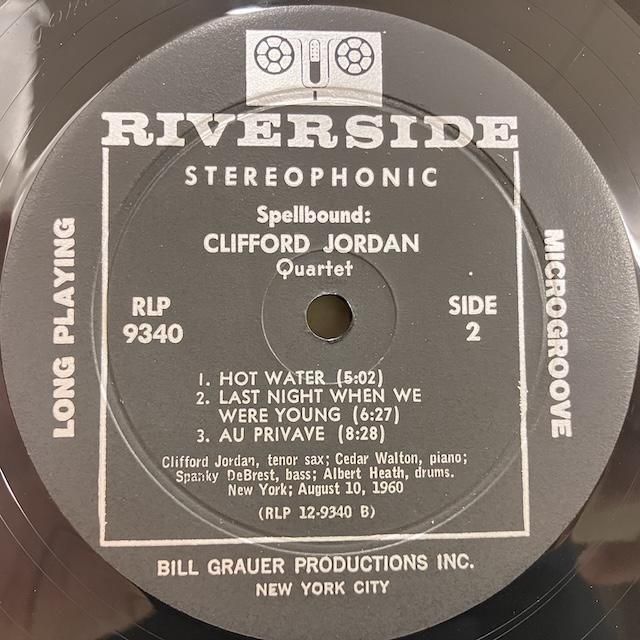 RIVERSIDE
STEREOPHONIC
Spellbound:
CLIFFORD JORDAN
Quartet
LONG PLAYING
MICROGROOVE
RLP
9340
SIDE
2
1. HOT WATER (5:02)
2. LAST NIGHT WHEN WE
WERE YOUNG (6:27)
3. AU PRIVAVE (8:28)
Clifford Jordan, tenor sax; Cedar Walton, piano;
Spanky DeBrest, bass; Albert Heath, drums.
New York; August 10, 1960
(RLP 12-9340 B)
BILL GRAUER PRODUCTIONS INC.
NEW YORK CITY